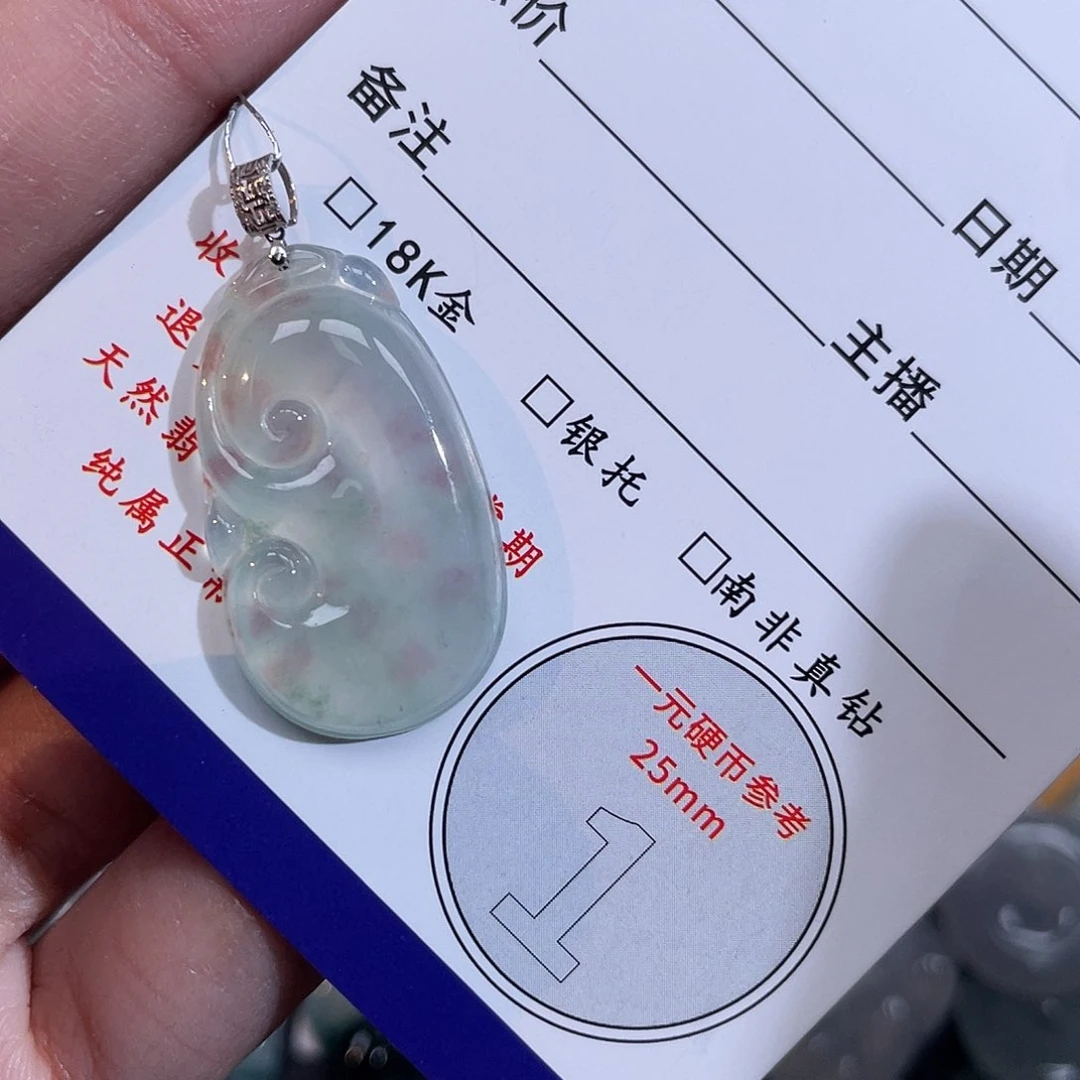 价
备注
日期
主播
□18K金
□银托
□南非真钻
收
退
天然翡
期
纯属正
一元硬币参考
25mm
1